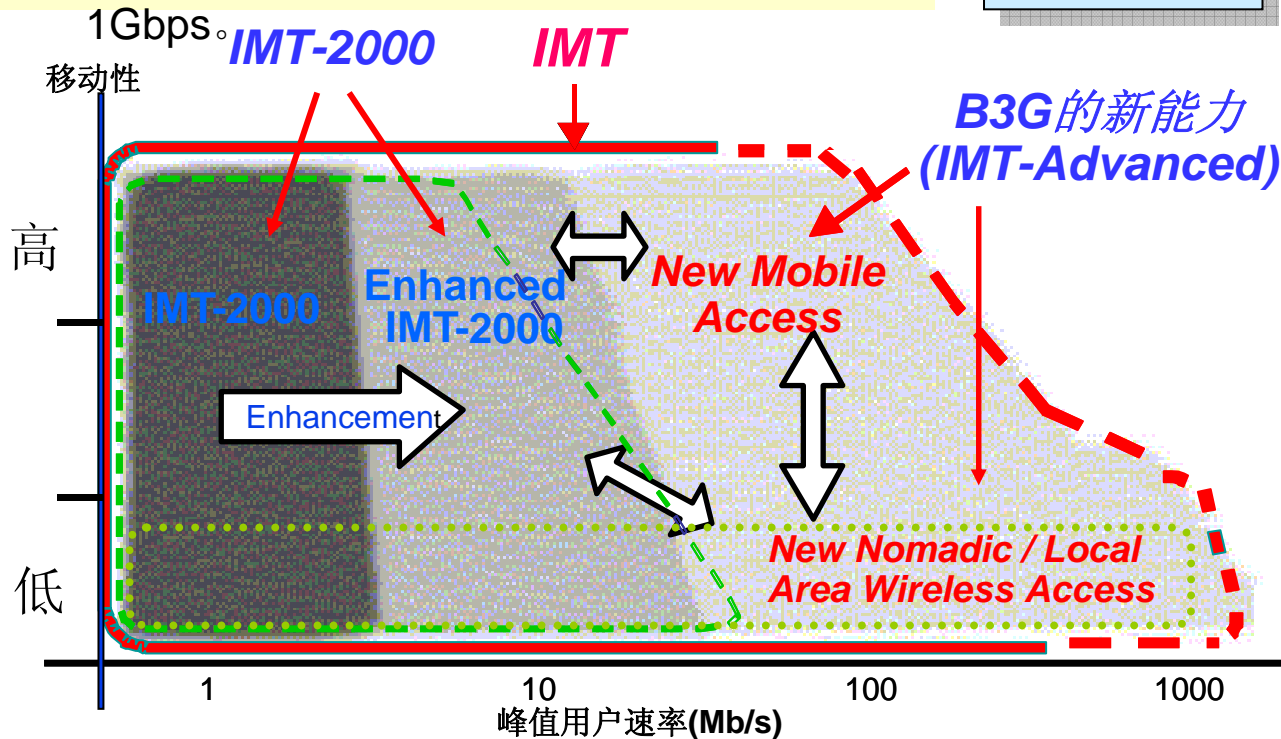 1Gbps。
IMT-2000
IMT
移动性
B3G的新能力
(IMT-Advanced)
高
IMT-2000
Enhanced
IMT-2000
New Mobile
Access
Enhancement
New Nomadic / Local
Area Wireless Access
低
1
10
100
1000
峰值用户速率(Mb/s)